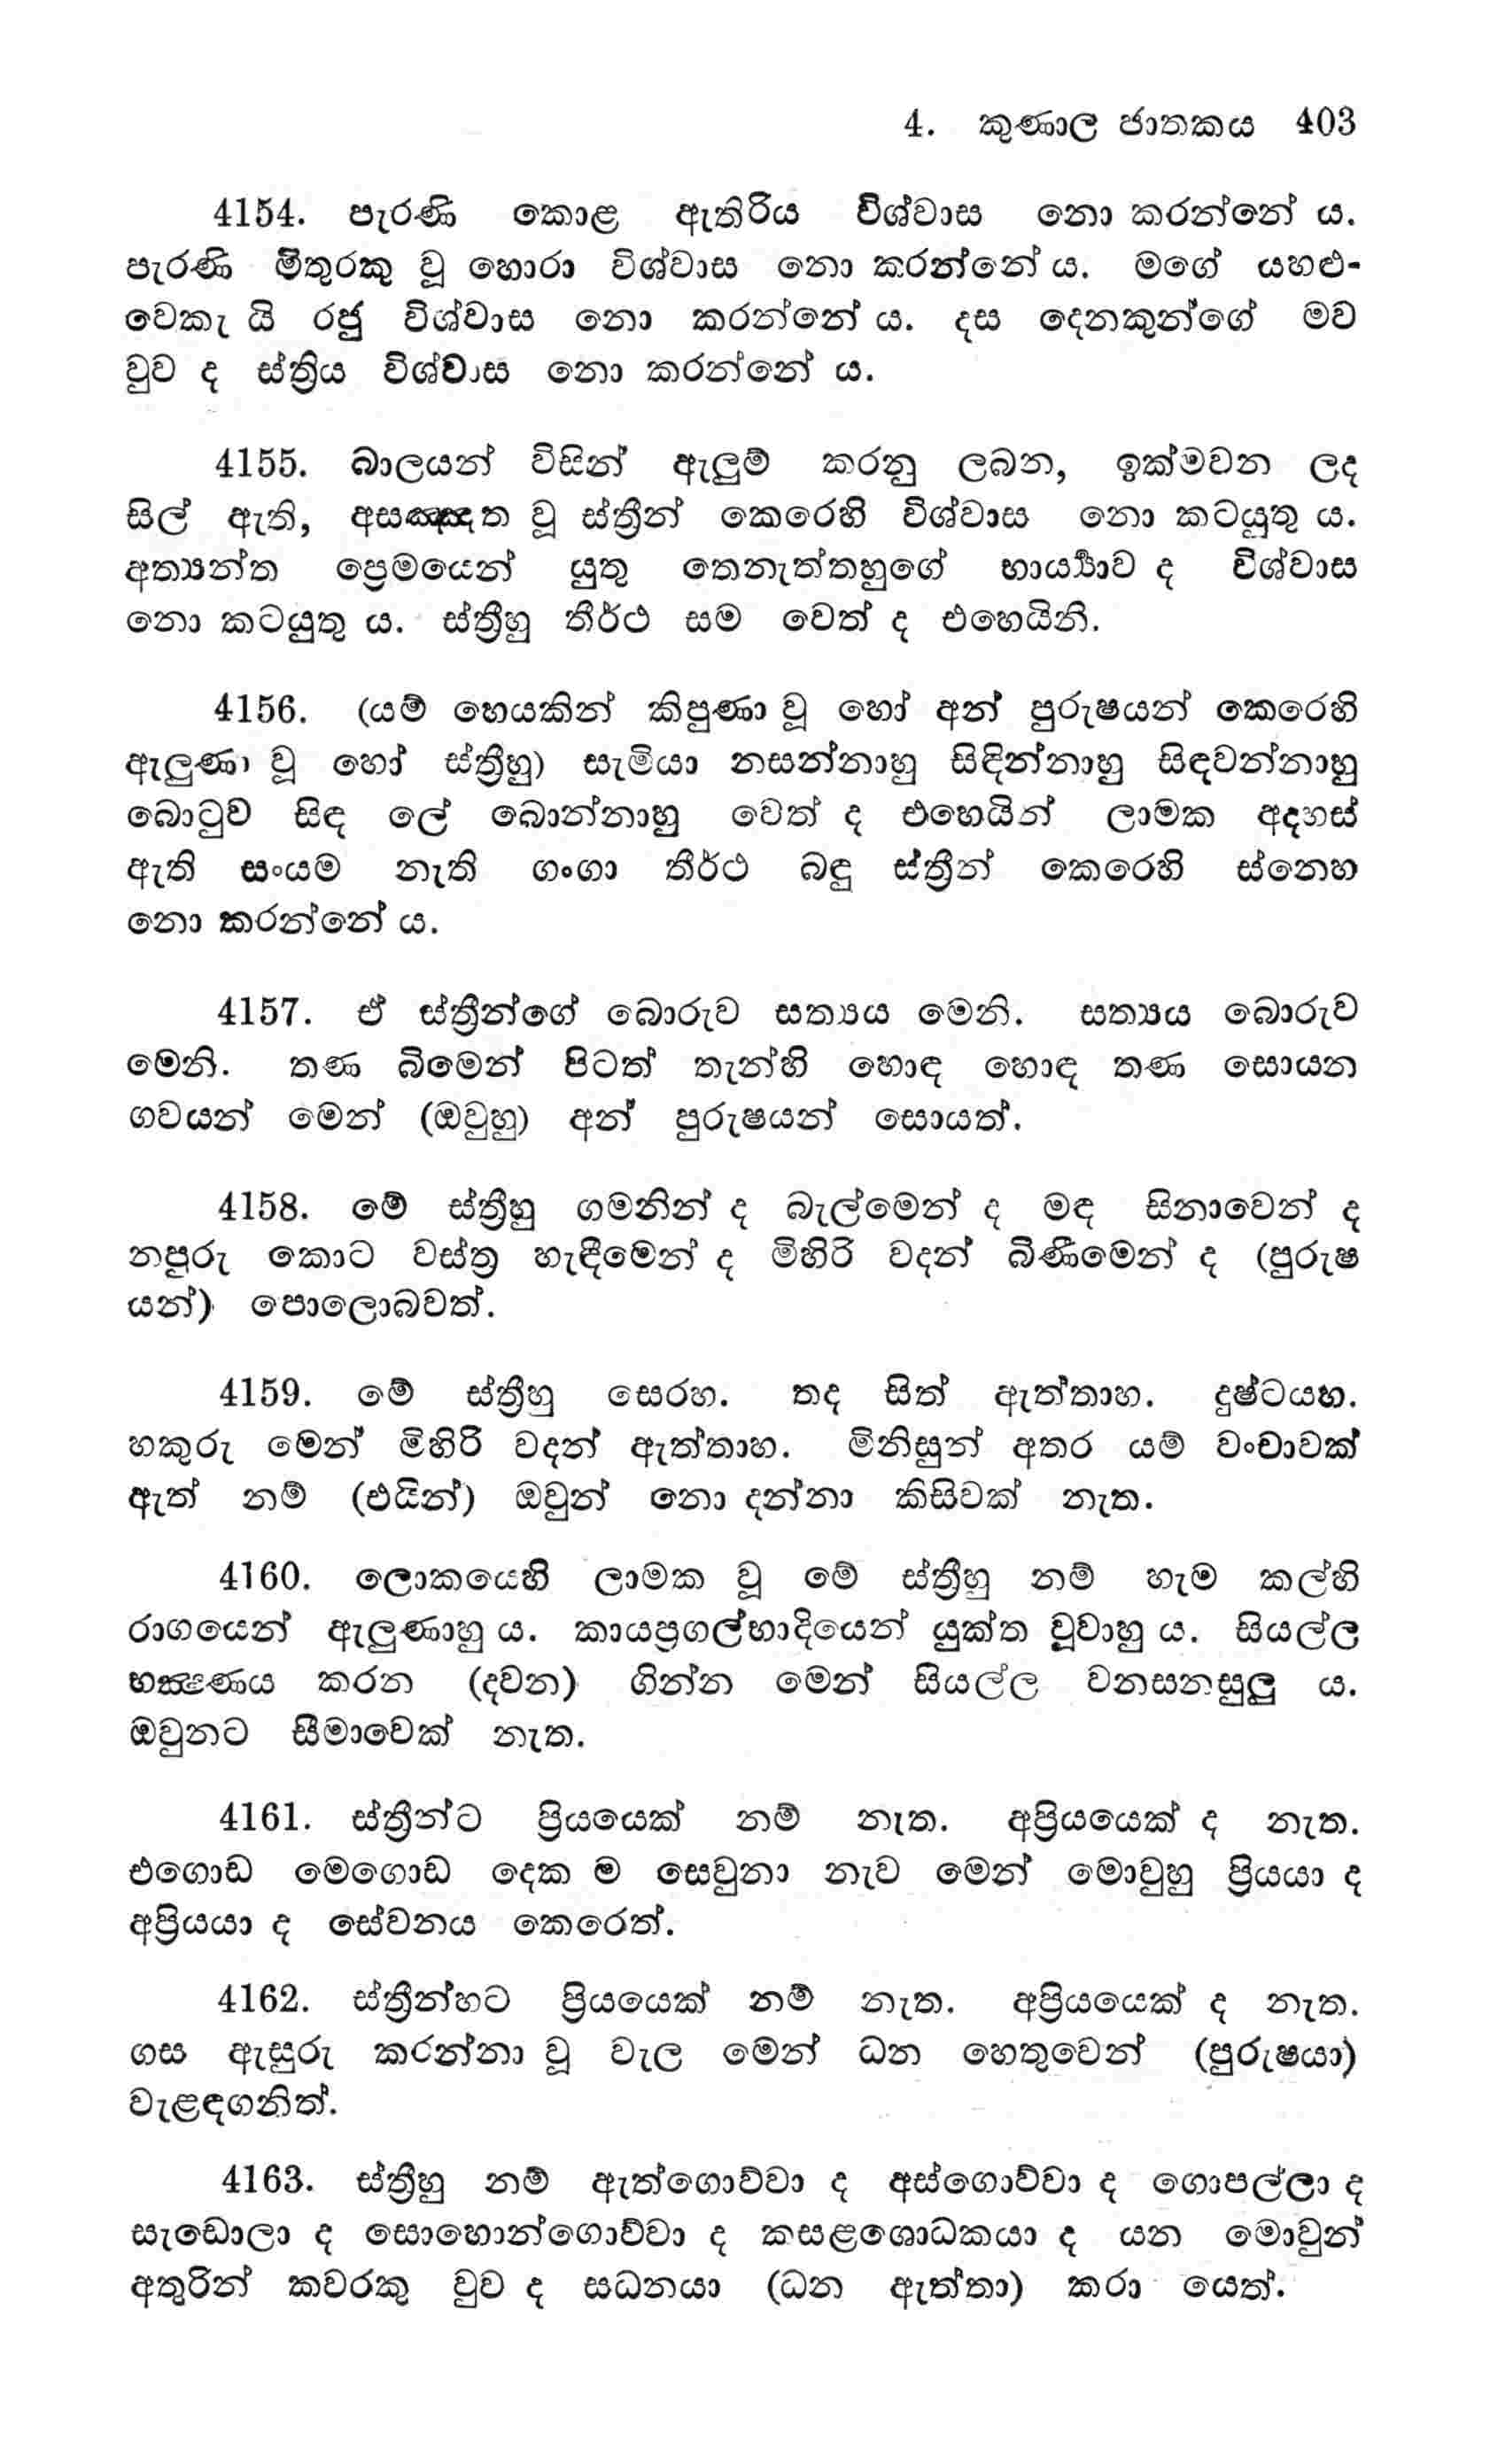 4. කුණාල ජාතකය 403
4154. පැරණි කොළ ඇතිරිය විශ්වාස නො කරන්නේ ය.
පැරණි මිතුරකු වූ හොරා විශ්වාස නො කරන්නේ ය. මගේ යහළු-
වෙකැ යි රජු විශ්වාස නො කරන්නේ ය. දස දෙනකුන්ගේ මව
වුව ද ස්ත්‍රිය විශ්වාස නො කරන්නේ ය.
4155. බාලයන් විසින් ඇලුම් කරනු ලබන, ඉක්මවන ලද
සිල් ඇති, අසඤ්ඤත වූ ස්ත්‍රීන් කෙරෙහි විශ්වාස නො කටයුතු ය.
අත්‍යන්ත ප්‍රෙමයෙන් යුතු තෙනැත්තහුගේ භාර්‍ය්‍යාව ද විශ්වාස
නො කටයුතු ය. ස්ත්‍රීහු තීර්ථ සම වෙත් ද එහෙයිනි.
4156. (යම් හෙයකින් කිපුණා වූ හෝ අන් පුරුෂයන් කෙරෙහි
ඇලුණා වූ හෝ ස්ත්‍රීහු) සැමියා නසන්නාහු සිඳින්නාහු සිඳවන්නාහු
බොටුව සිඳ ලේ බොන්නාහු වෙත් ද එහෙයින් ලාමක අදහස්
ඇති සංයම නැති ගංගා තීර්ථ බඳු ස්ත්‍රීන් කෙරෙහි ස්නෙහ
නො කරන්නේ ය.
4157. ඒ ස්ත්‍රීන්ගේ බොරුව සත්‍යය මෙනි. සත්‍යය බොරුව
මෙනි. තණ බිමෙන් පිටත් තැන්හි හොඳ හොඳ තණ සොයන
ගවයන් මෙන් (ඔවුහු) අන් පුරුෂයන් සොයත්.
4158. මේ ස්ත්‍රීහු ගමනින් ද බැල්මෙන් ද මඳ සිනාවෙන් ද
නපුරු කොට වස්ත්‍ර හැඳීමෙන් ද මිහිරි වදන් බිණීමෙන් ද (පුරුෂ
යන්) පොලොබවත්.
4159. මේ ස්ත්‍රීහු සෙරහ. තද සිත් ඇත්තාහ. දුෂ්ටයහ.
හකුරු මෙන් මිහිරි වදන් ඇත්තාහ. මිනිසුන් අතර යම් වංචාවක්
ඇත් නම් (එයින්) ඔවුන් නො දන්නා කිසිවක් නැත.
4160. ලොකයෙහි ලාමක වූ මේ ස්ත්‍රීහු නම් හැම කල්හි
රාගයෙන් ඇලුණාහු ය. කායප්‍රගල්භාදියෙන් යුක්ත වූවාහු ය. සියල්ල
භක්‍ෂණය කරන (දවන) ගින්න මෙන් සියල්ල වනසනසුලු ය.
ඔවුනට සීමාවෙක් නැත.
4161. ස්ත්‍රීන්ට ප්‍රියයෙක් නම් නැත. අප්‍රියයෙක් ද නැත.
එගොඩ මෙගොඩ දෙක ම සෙවුනා නැව මෙන් මොවුහු ප්‍රියයා ද
අප්‍රියයා ද සේවනය කෙරෙත්.
4162. ස්ත්‍රීන්හට ප්‍රියයෙක් නම් නැත. අප්‍රියයෙක් ද නැත.
ගස ඇසුරු කරන්නා වූ වැල මෙන් ධන හෙතුවෙන් (පුරුෂයා)
වැළඳගනිත්.
4163. ස්ත්‍රීහු නම් ඇත්ගොව්වා ද අස්ගොව්වා ද ගොපල්ලා ද
සැඩොලා ද සොහොන්ගොව්වා ද කසළශොධකයා ද යන මොවුන්
අතුරින් කවරකු වුව ද සධනයා (ධන ඇත්තා) කරා යෙත්.